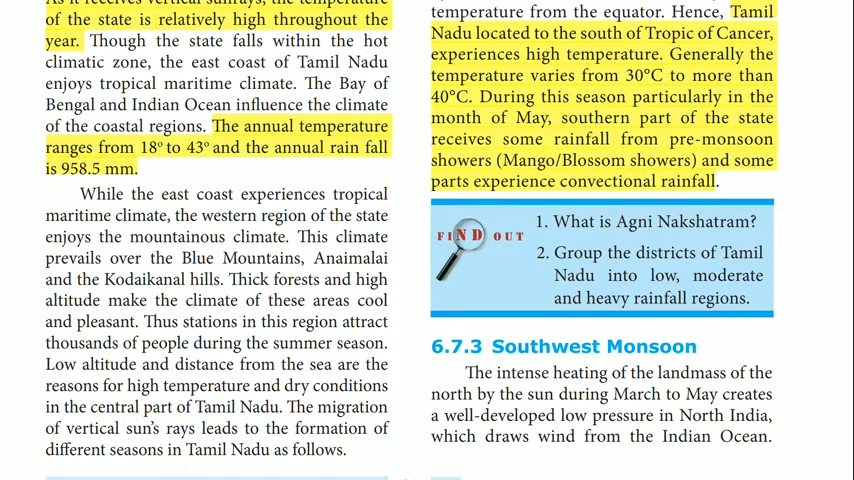 As it receives vertical sunrays, the temperature
of the state is relatively high throughout the
year. Though the state falls within the hot
climatic zone, the east coast of Tamil Nadu
enjoys tropical maritime climate. The Bay of
Bengal and Indian Ocean influence the climate
of the coastal regions. The annual temperature
ranges from 18º to 43º and the annual rain fall
is 958.5 mm.
While the east coast experiences tropical
maritime climate, the western region of the state
enjoys the mountainous climate. This climate
prevails over the Blue Mountains, Anaimalai
and the Kodaikanal hills. Thick forests and high
altitude make the climate of these areas cool
and pleasant. Thus stations in this region attract
thousands of people during the summer season.
Low altitude and distance from the sea are the
reasons for high temperature and dry conditions
in the central part of Tamil Nadu. The migration
of vertical sun's rays leads to the formation of
different seasons in Tamil Nadu as follows.
temperature from the equator. Hence, Tamil
Nadu located to the south of Tropic of Cancer,
experiences high temperature. Generally the
temperature varies from 30°C to more than
40°C. During this season particularly in the
month of May, southern part of the state
receives some rainfall from pre-monsoon
showers (Mango/Blossom showers) and some
parts experience convectional rainfall.
FIND OUT
1. What is Agni Nakshatram?
2. Group the districts of Tamil
Nadu into low, moderate
and heavy rainfall regions.
6.7.3 Southwest Monsoon
The intense heating of the landmass of the
north by the sun during March to May creates
a well-developed low pressure in North India,
which draws wind from the Indian Ocean.